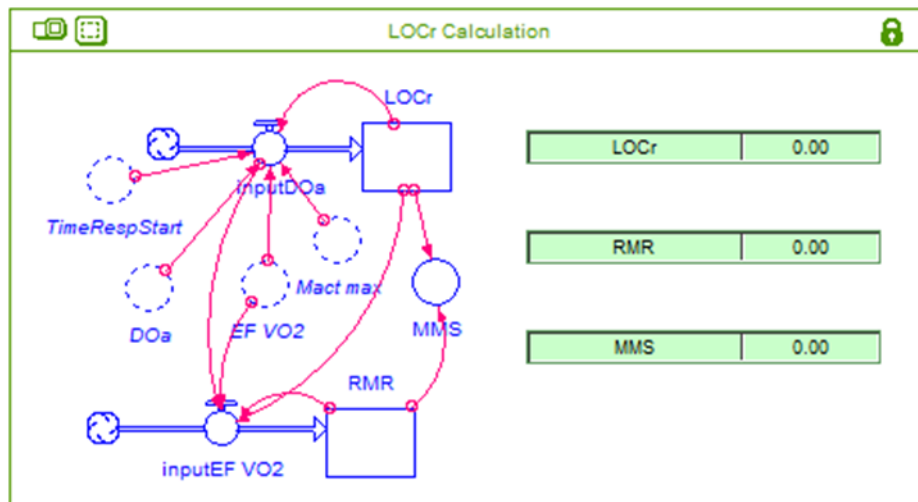 LOCr Calculation
LOCr
inputDOa
TimeRespStart
Mact max
DOa
EF VO2
MMS
RMR
inputEF VO2
LOCr 0.00
RMR 0.00
MMS 0.00